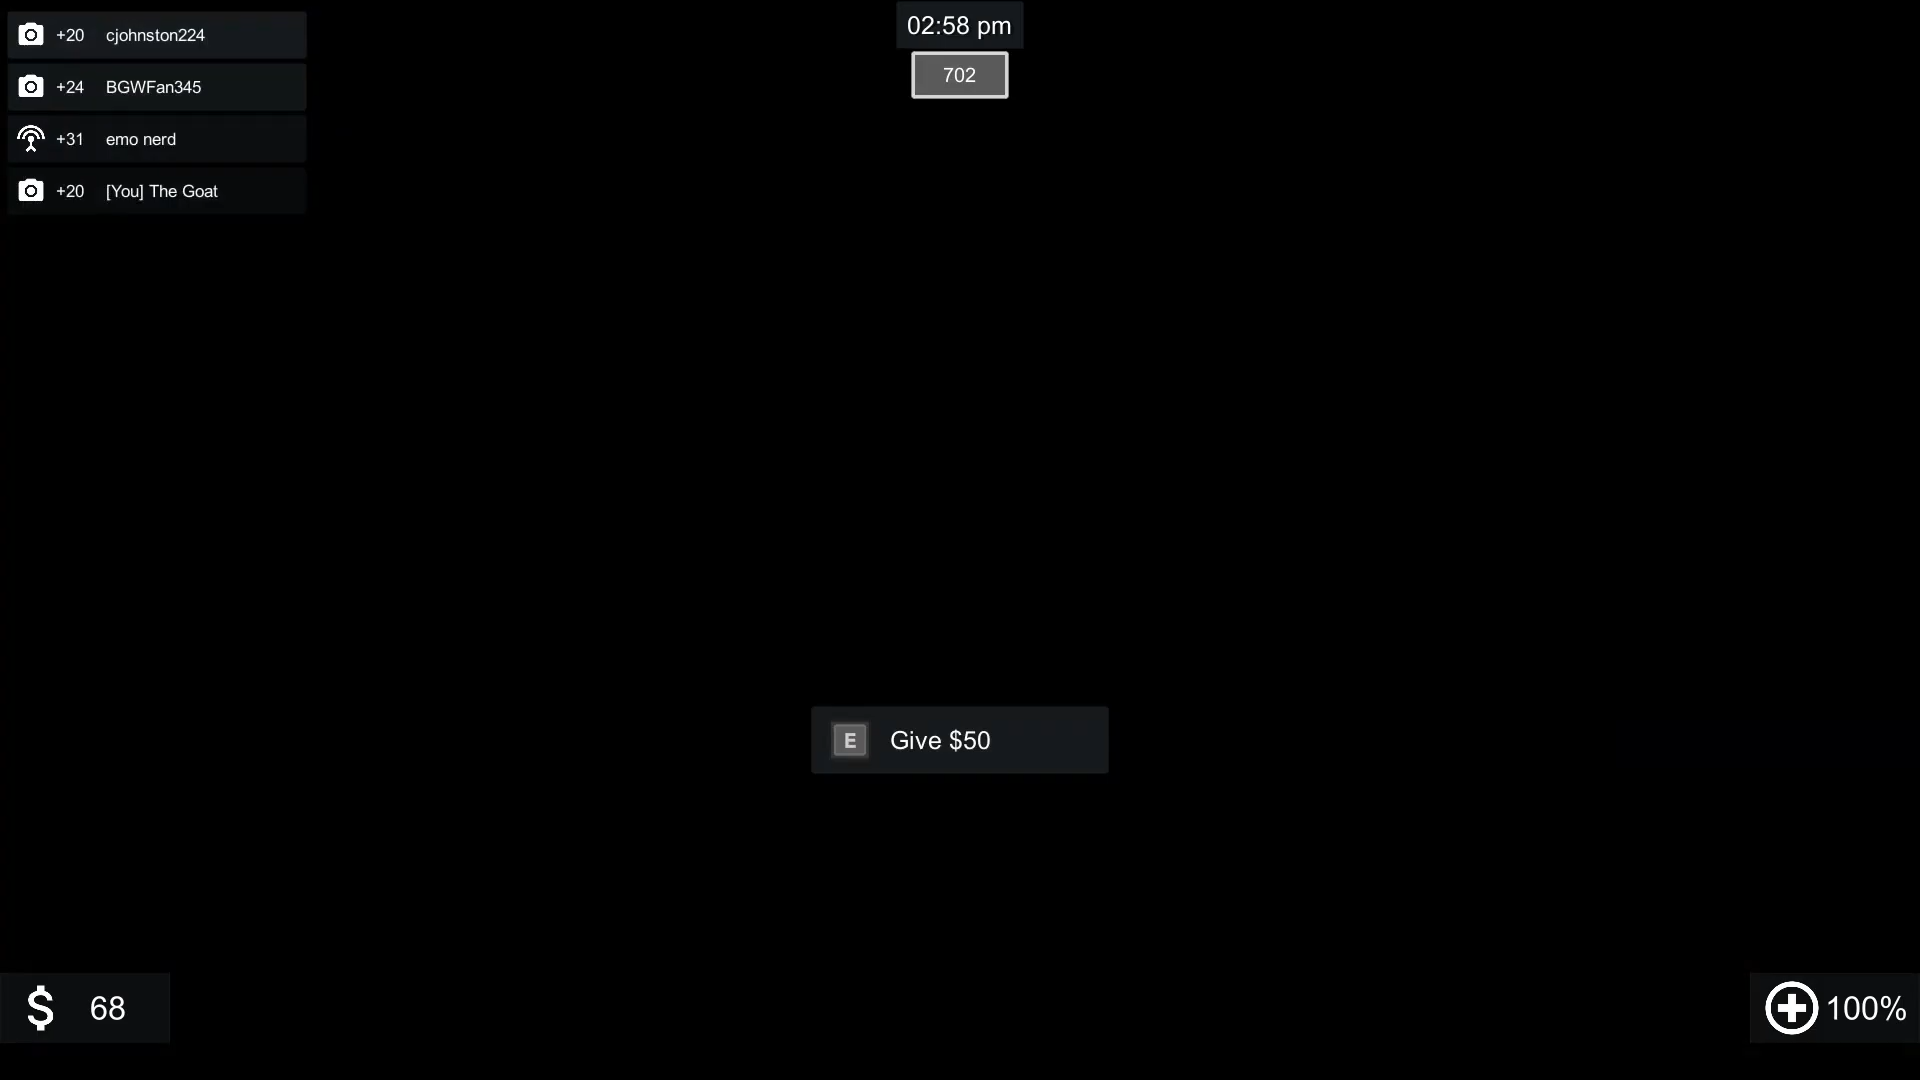 +20 cjohnston224
+24 BGWFan345
+31 emo nerd
+20 [You] The Goat
02:58 pm
702
E Give $50
$ 68
100%